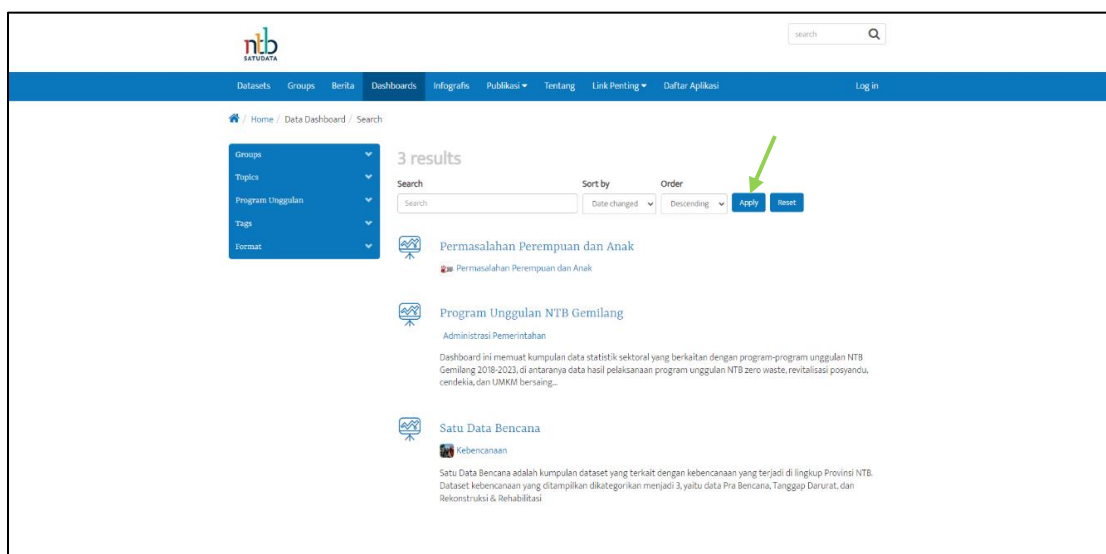 ntb
SATUDATA
search
Datasets Groups Berita Dashboards Infografis Publikasi Tentang Link Penting Daftar Aplikasi Log in
/ Home / Data Dashboard / Search
Groups
Topics
Program Unggulan
Tags
Format
3 results
Search Sort by Order
Search Date changed Descending Apply Reset
Permasalahan Perempuan dan Anak
Permasalahan Perempuan dan Anak
Program Unggulan NTB Gemilang
Administrasi Pemerintahan
Dashboard ini memuat kumpulan data statistik sektoral yang berkaitan dengan program-program unggulan NTB
Gemilang 2018-2023, di antaranya data hasil pelaksanaan program unggulan NTB zero waste, revitalisasi posyandu,
cendekia, dan UMKM bersaing...
Satu Data Bencana
Kebencanaan
Satu Data Bencana adalah kumpulan dataset yang terkait dengan kebencanaan yang terjadi di lingkup Provinsi NTB.
Dataset kebencanaan yang ditampilkan dikategorikan menjadi 3, yaitu data Pra Bencana, Tanggap Darurat, dan
Rekonstruksi & Rehabilitasi